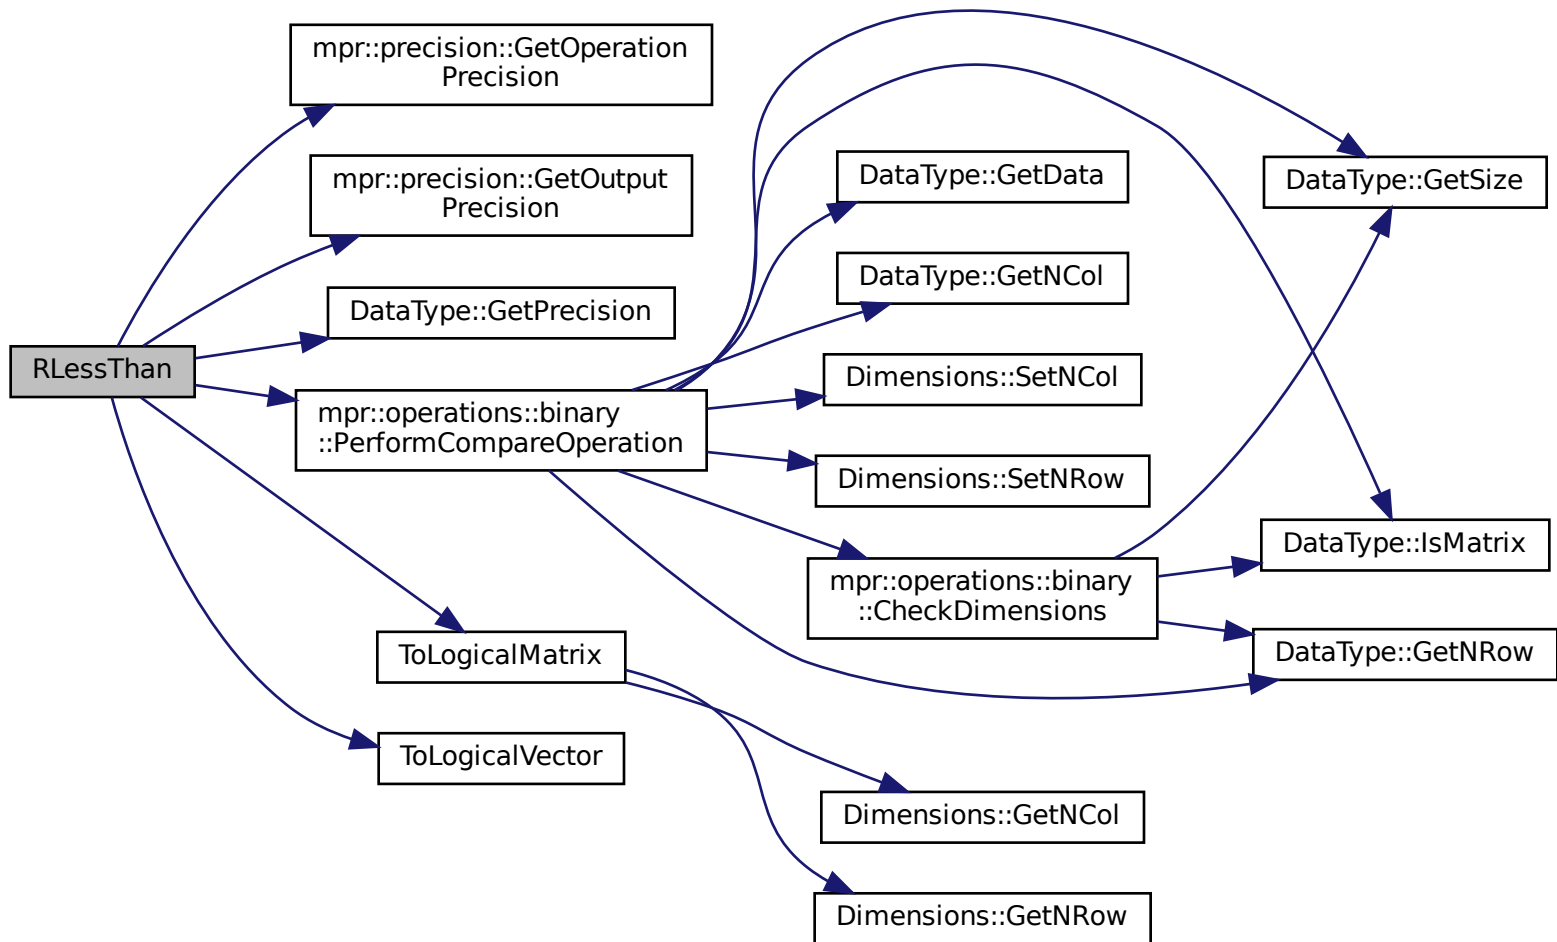 RLessThan
mpr::precision::GetOperation
Precision
mpr::precision::GetOutput
Precision
DataType::GetPrecision
mpr::operations::binary
::PerformCompareOperation
ToLogicalMatrix
ToLogicalVector
DataType::GetData
DataType::GetNCol
Dimensions::SetNCol
Dimensions::SetNRow
mpr::operations::binary
::CheckDimensions
Dimensions::GetNCol
Dimensions::GetNRow
DataType::GetSize
DataType::IsMatrix
DataType::GetNRow